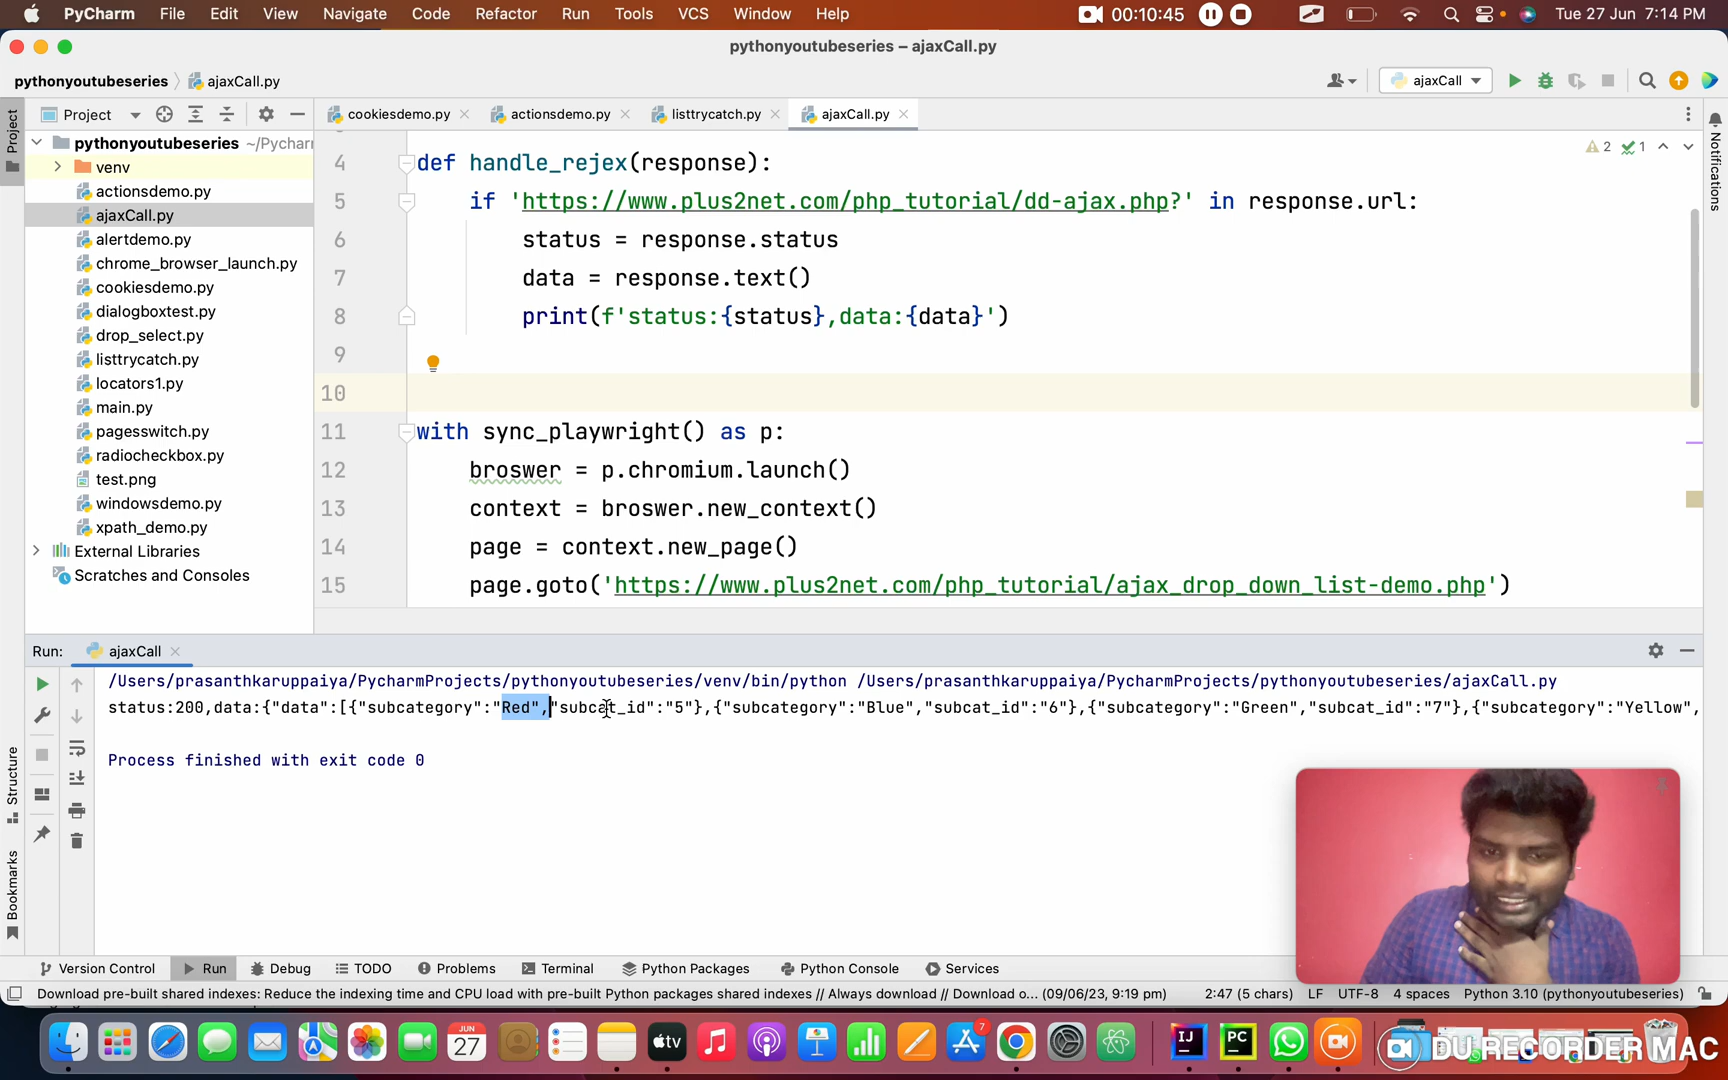 PyCharm File Edit View Navigate Code Refactor Run Tools VCS Window Help 00:10:45 Tue 27 Jun 7:14 PM
pythonyoutubeseries – ajaxCall.py
pythonyoutubeseries ajaxCall.py ajaxCall
Project cookiesdemo.py actionsdemo.py listtrycatch.py ajaxCall.py
Project
Notifications
pythonyoutubeseries ~/Pychar
venv
actionsdemo.py
ajaxCall.py
alertdemo.py
chrome_browser_launch.py
cookiesdemo.py
dialogboxtest.py
drop_select.py
listtrycatch.py
locators1.py
main.py
pagesswitch.py
radiocheckbox.py
test.png
windowsdemo.py
xpath_demo.py
External Libraries
Scratches and Consoles
2 1
4 def handle_rejex(response):
5 if 'https://www.plus2net.com/php_tutorial/dd-ajax.php?' in response.url:
6 status = response.status
7 data = response.text()
8 print(f'status:{status},data:{data}')
9
10
11 with sync_playwright() as p:
12 broswer = p.chromium.launch()
13 context = broswer.new_context()
14 page = context.new_page()
15 page.goto('https://www.plus2net.com/php_tutorial/ajax_drop_down_list-demo.php')
Run: ajaxCall
/Users/prasanthkaruppaiya/PycharmProjects/pythonyoutubeseries/venv/bin/python /Users/prasanthkaruppaiya/PycharmProjects/pythonyoutubeseries/ajaxCall.py
status:200,data:{"data":[{"subcategory":"Red","subcat_id":"5"},{"subcategory":"Blue","subcat_id":"6"},{"subcategory":"Green","subcat_id":"7"},{"subcategory":"Yellow",
Process finished with exit code 0
Structure
Bookmarks
Version Control Run Debug TODO Problems Terminal Python Packages Python Console Services
Download pre-built shared indexes: Reduce the indexing time and CPU load with pre-built Python packages shared indexes // Always download // Download o... (09/06/23, 9:19 pm) 2:47 (5 chars) LF UTF-8 4 spaces Python 3.10 (pythonyoutubeseries)
JUN
27
tv
7
IJ
PC
DU RECORDER MAC